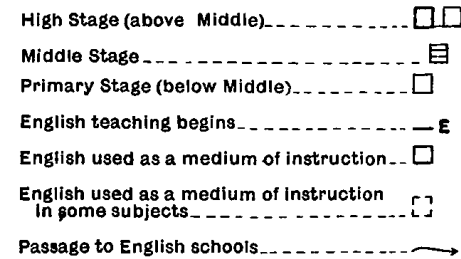 High Stage (above Middle)
Middle Stage
Primary Stage (below Middle)
English teaching begins E
English used as a medium of instruction
English used as a medium of instruction
in some subjects
Passage to English schools